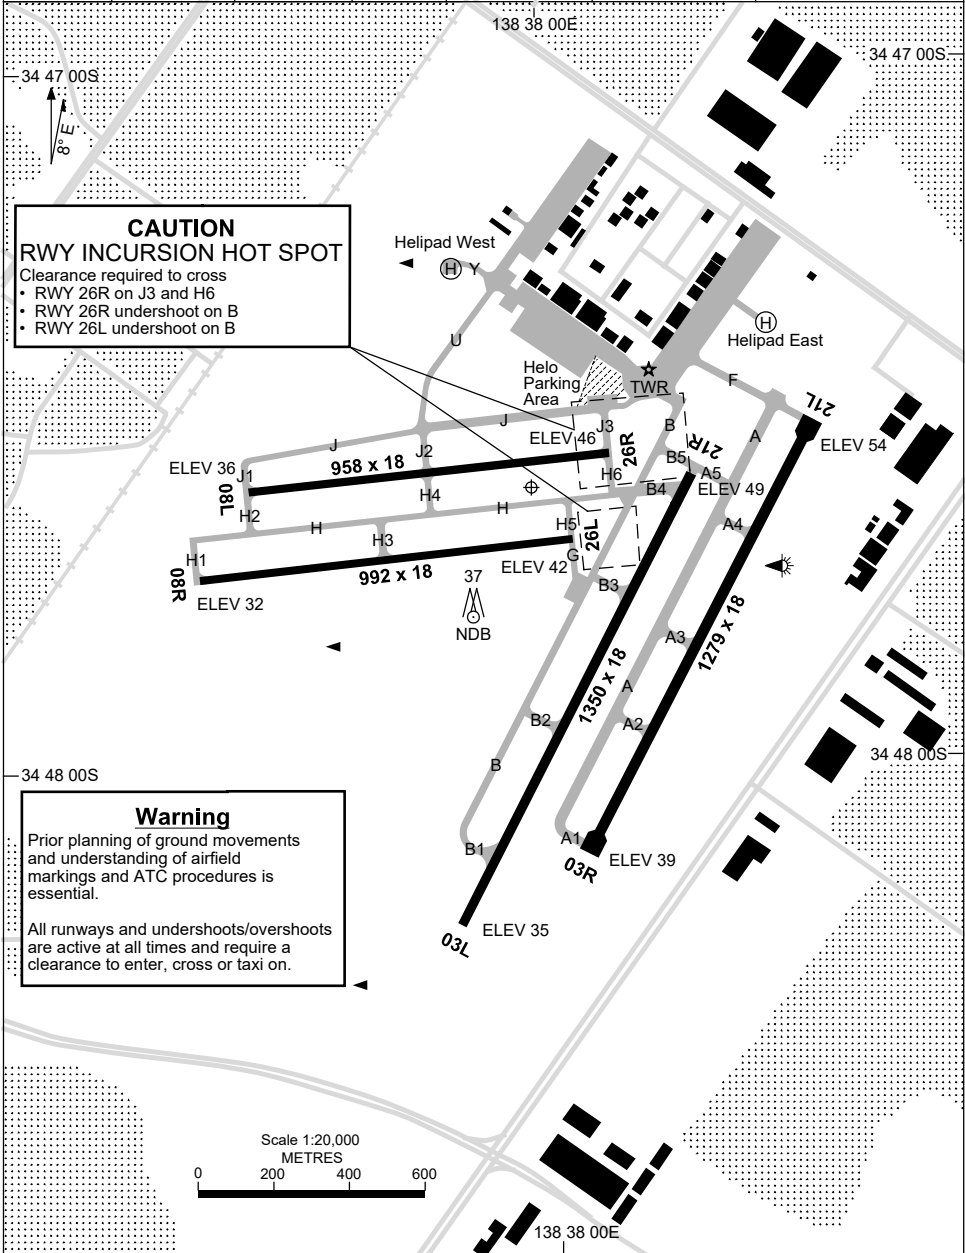 138 38 00E
34 47 00S
34 47 00S
8° E
CAUTION
RWY INCURSION HOT SPOT
Clearance required to cross
• RWY 26R on J3 and H6
• RWY 26R undershoot on B
• RWY 26L undershoot on B
Helipad West
H Y
H
Helipad East
U
Helo
Parking
Area
TWR
F
21L
J
J
J3
B
A
ELEV 46
26R
21R
ELEV 54
ELEV 36
J1
J2
958 x 18
B5
A5
H6
08L
H4
B4
ELEV 49
H2
H
H
H5
26L
A4
H1
H3
G
08R
992 x 18
ELEV 42
ELEV 32
37
NDB
B3
A3
1279 x 18
1350 x 18
A
B2
A2
B
34 48 00S
34 48 00S
Warning
Prior planning of ground movements
and understanding of airfield
markings and ATC procedures is
essential.
All runways and undershoots/overshoots
are active at all times and require a
clearance to enter, cross or taxi on.
B1
A1
ELEV 39
03R
ELEV 35
03L
Scale 1:20,000
METRES
0 200 400 600
138 38 00E